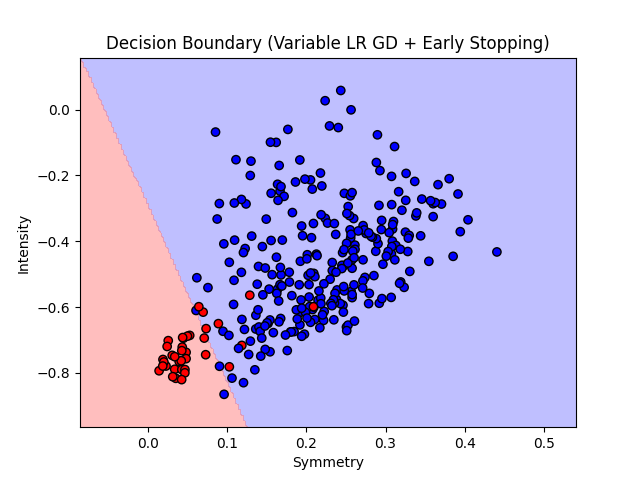 Decision Boundary (Variable LR GD + Early Stopping)
Intensity
0.0
−0.2
−0.4
−0.6
−0.8
0.0 0.1 0.2 0.3 0.4 0.5
Symmetry